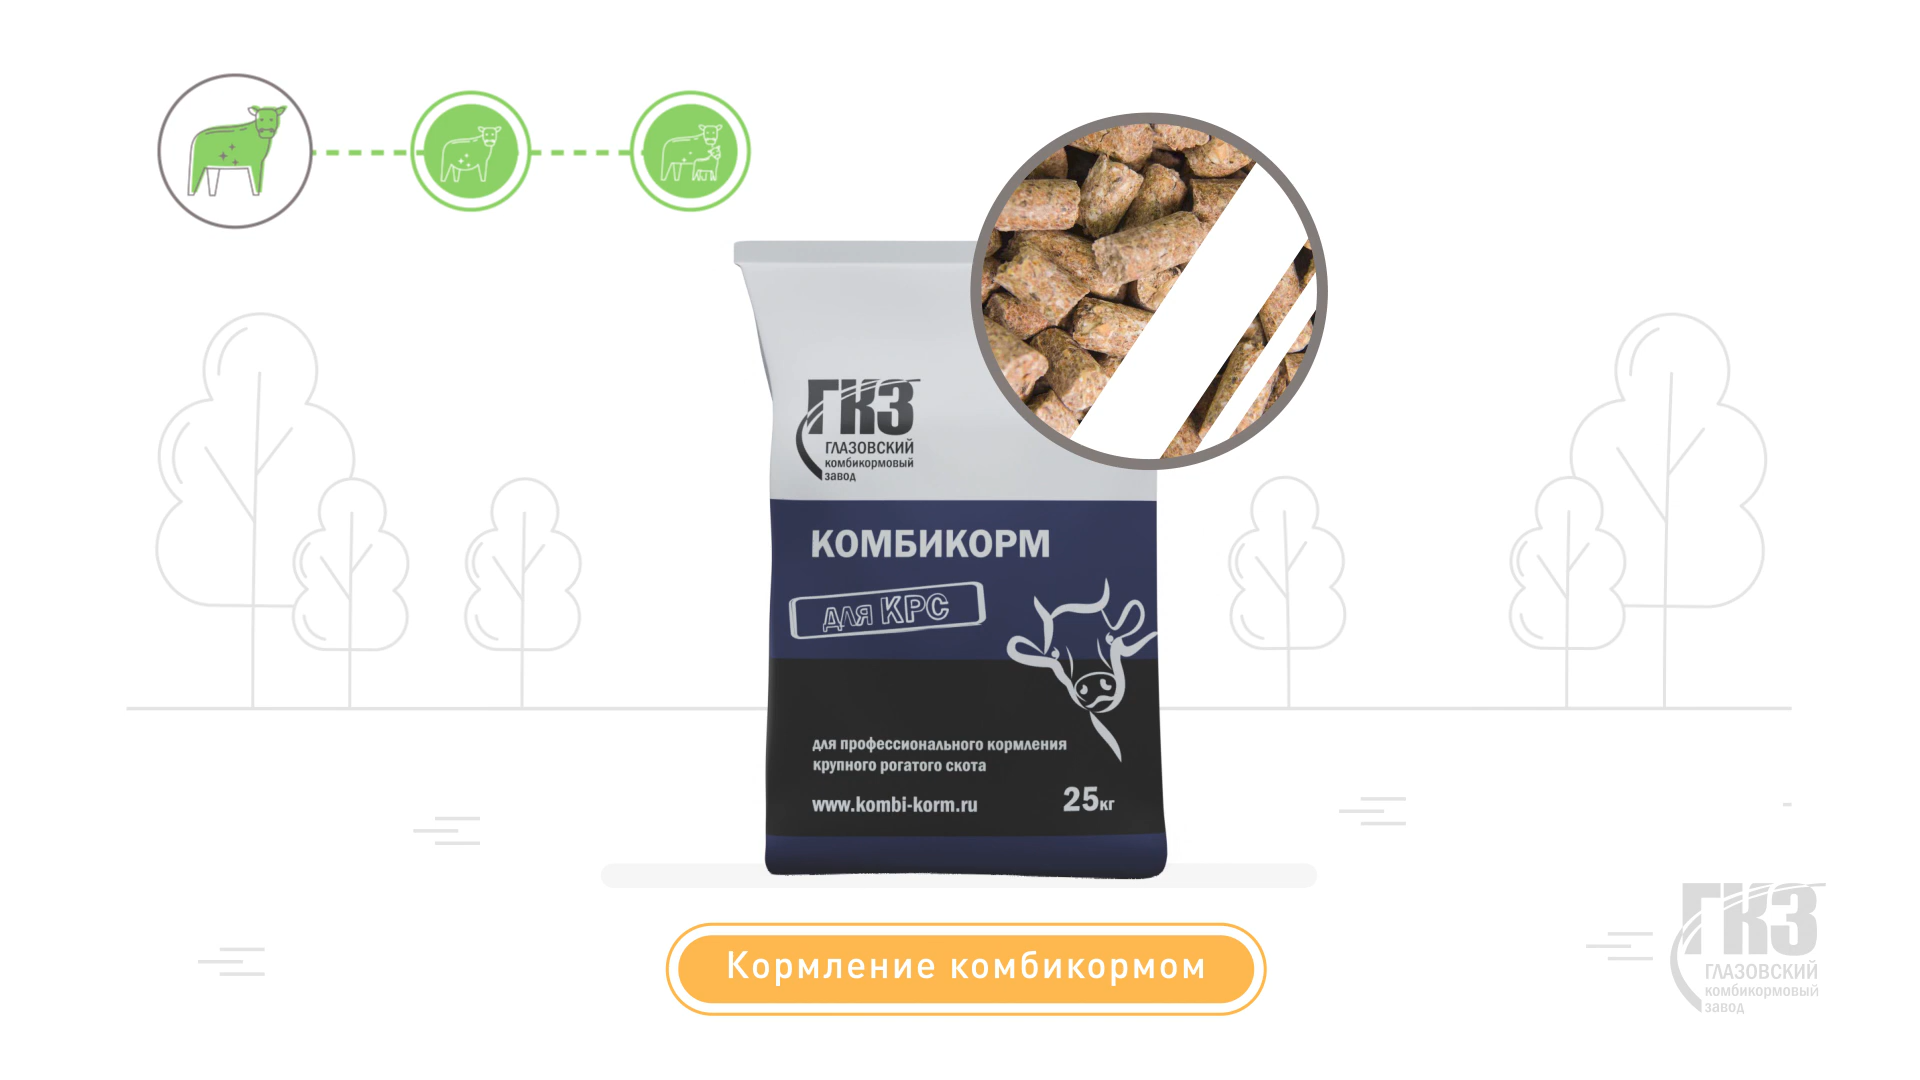 ГКЗ
ГЛАЗОВСКИЙ
комбикормовый
завод
КОМБИКОРМ
для КРС
для профессионального кормления
крупного рогатого скота
www.kombi-korm.ru
25кг
Кормление комбикормом
ГКЗ
ГЛАЗОВСКИЙ
комбикормовый
завод